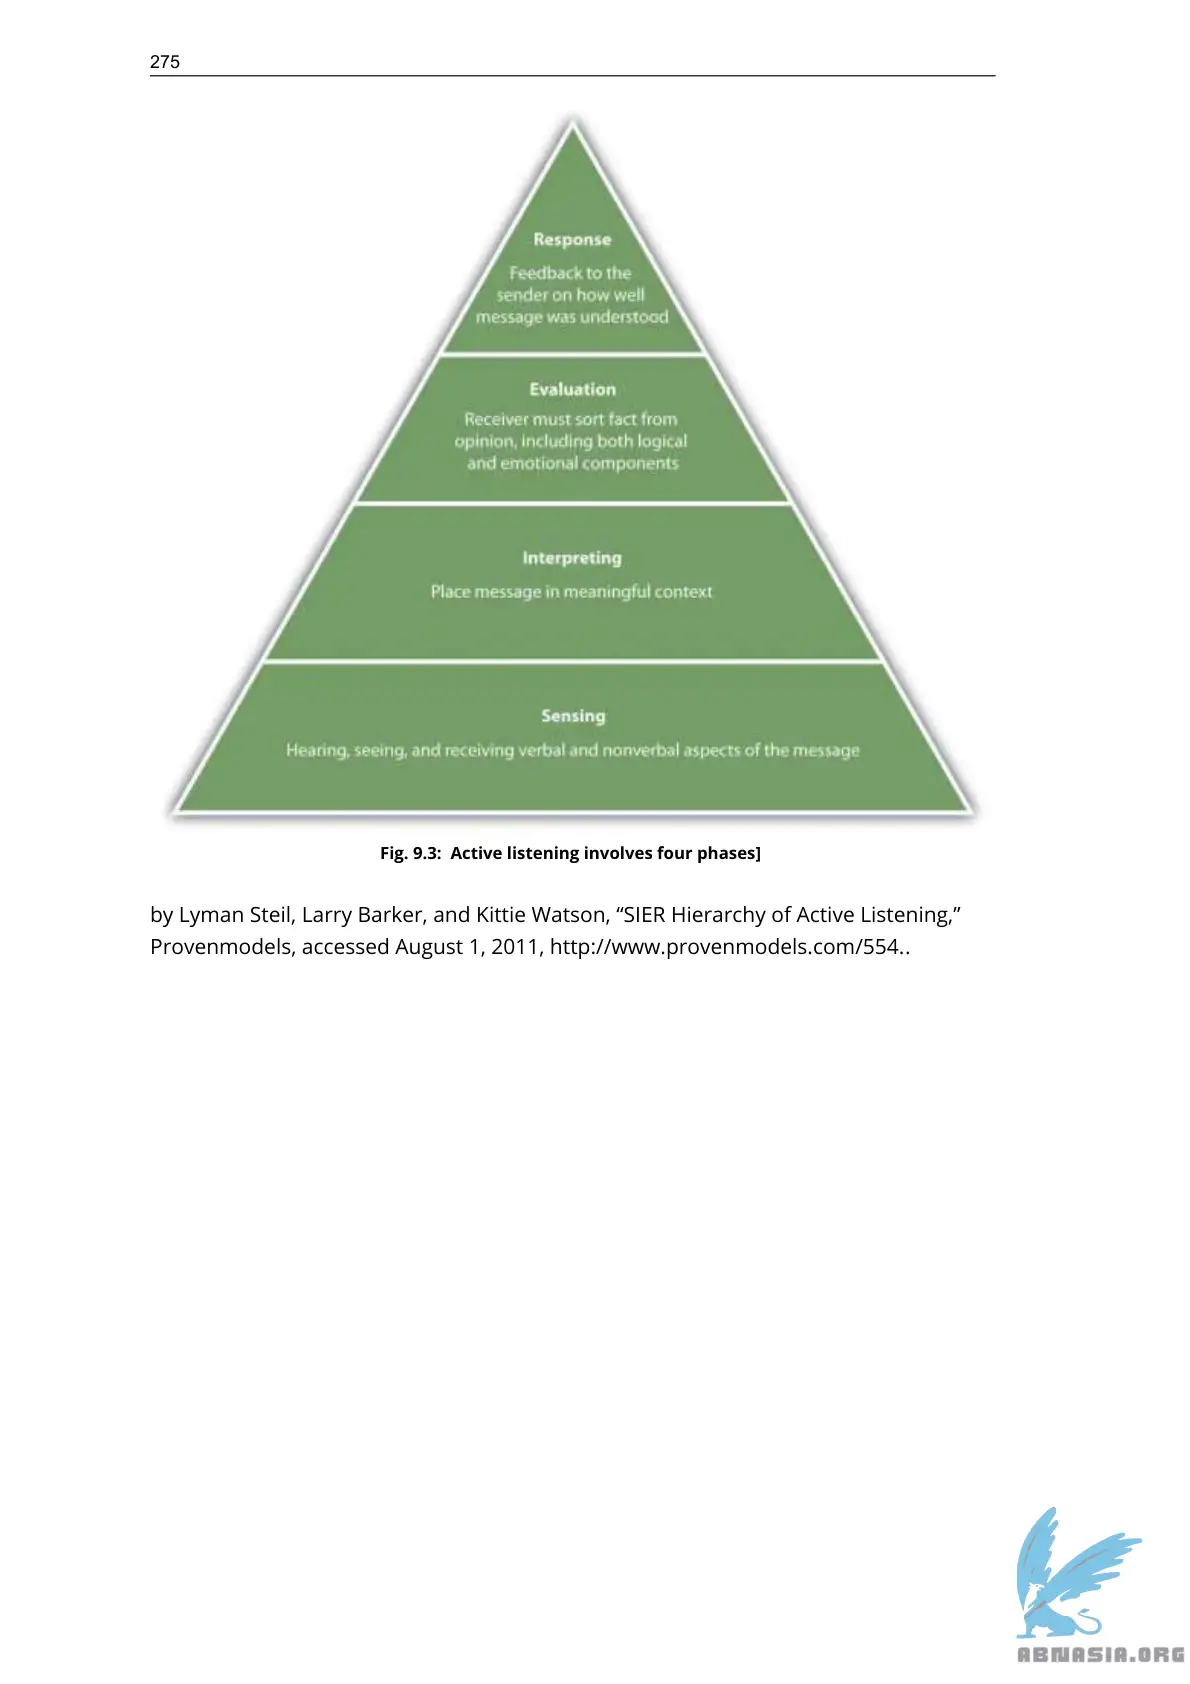 275
Response
Feedback to the
sender on how well
message was understood
Evaluation
Receiver must sort fact from
opinion, including both logical
and emotional components
Interpreting
Place message in meaningful context
Sensing
Hearing, seeing, and receiving verbal and nonverbal aspects of the message
Fig. 9.3:  Active listening involves four phases]
by Lyman Steil, Larry Barker, and Kittie Watson, “SIER Hierarchy of Active Listening,”
Provenmodels, accessed August 1, 2011, http://www.provenmodels.com/554..
ABNASIA.ORG